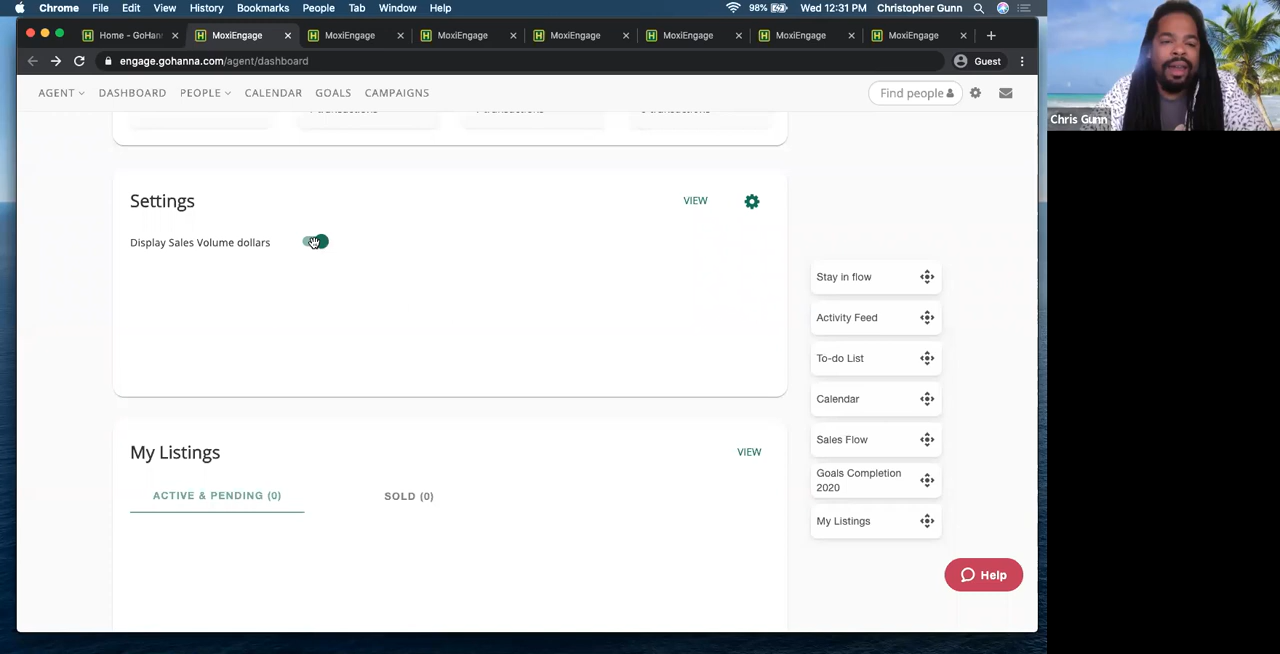 Chrome File Edit View History Bookmarks People Tab Window Help 98% Wed 12:31 PM Christopher Gunn
Home - GoHann MoxiEngage MoxiEngage MoxiEngage MoxiEngage MoxiEngage MoxiEngage MoxiEngage
engage.gohanna.com/agent/dashboard Guest
AGENT DASHBOARD PEOPLE CALENDAR GOALS CAMPAIGNS Find people
Chris Gunn
Settings VIEW
Display Sales Volume dollars
Stay in flow
Activity Feed
To-do List
Calendar
Sales Flow
Goals Completion
2020
My Listings
My Listings VIEW
ACTIVE & PENDING (0) SOLD (0)
Help